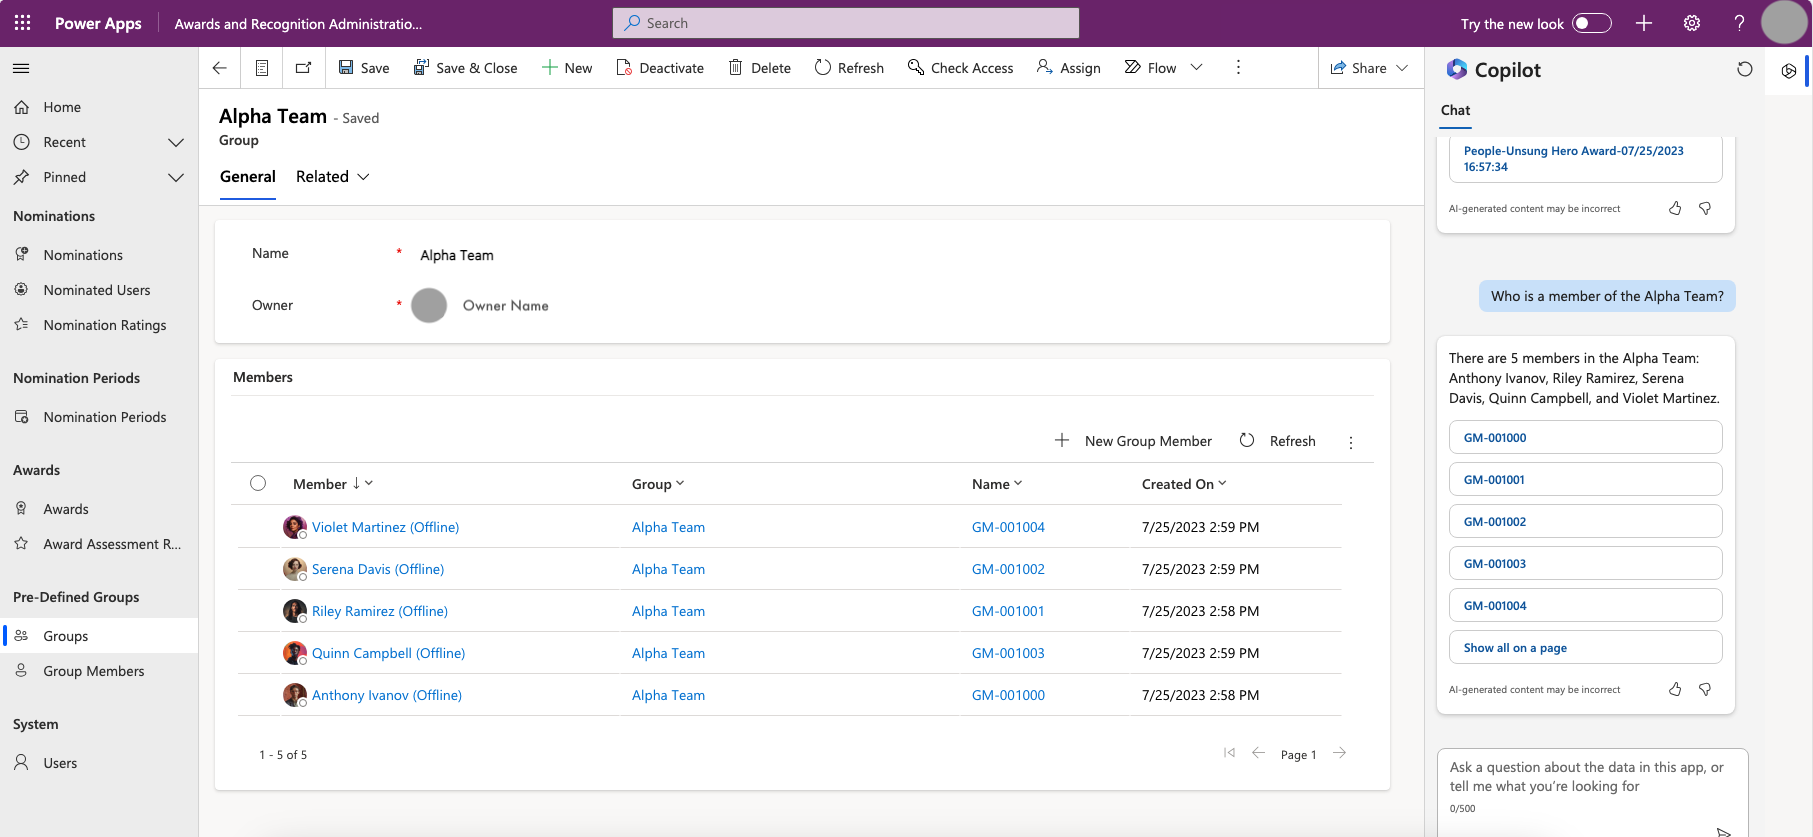 Power Apps
Awards and Recognition Administratio...
Search
Try the new look
Home
Recent
Pinned
Nominations
Nominations
Nominated Users
Nomination Ratings
Nomination Periods
Nomination Periods
Awards
Awards
Award Assessment R...
Pre-Defined Groups
Groups
Group Members
System
Users
Save
Save & Close
New
Deactivate
Delete
Refresh
Check Access
Assign
Flow
Share
Alpha Team - Saved
Group
General
Related
Name * Alpha Team
Owner * Owner Name
Members
New Group Member
Refresh
Member Group Name Created On
Violet Martinez (Offline) Alpha Team GM-001004 7/25/2023 2:59 PM
Serena Davis (Offline) Alpha Team GM-001002 7/25/2023 2:59 PM
Riley Ramirez (Offline) Alpha Team GM-001001 7/25/2023 2:58 PM
Quinn Campbell (Offline) Alpha Team GM-001003 7/25/2023 2:59 PM
Anthony Ivanov (Offline) Alpha Team GM-001000 7/25/2023 2:58 PM
1 - 5 of 5
Page 1
Copilot
Chat
People-Unsung Hero Award-07/25/2023
16:57:34
AI-generated content may be incorrect
Who is a member of the Alpha Team?
There are 5 members in the Alpha Team:
Anthony Ivanov, Riley Ramirez, Serena
Davis, Quinn Campbell, and Violet Martinez.
GM-001000
GM-001001
GM-001002
GM-001003
GM-001004
Show all on a page
AI-generated content may be incorrect
Ask a question about the data in this app, or
tell me what you're looking for
0/500